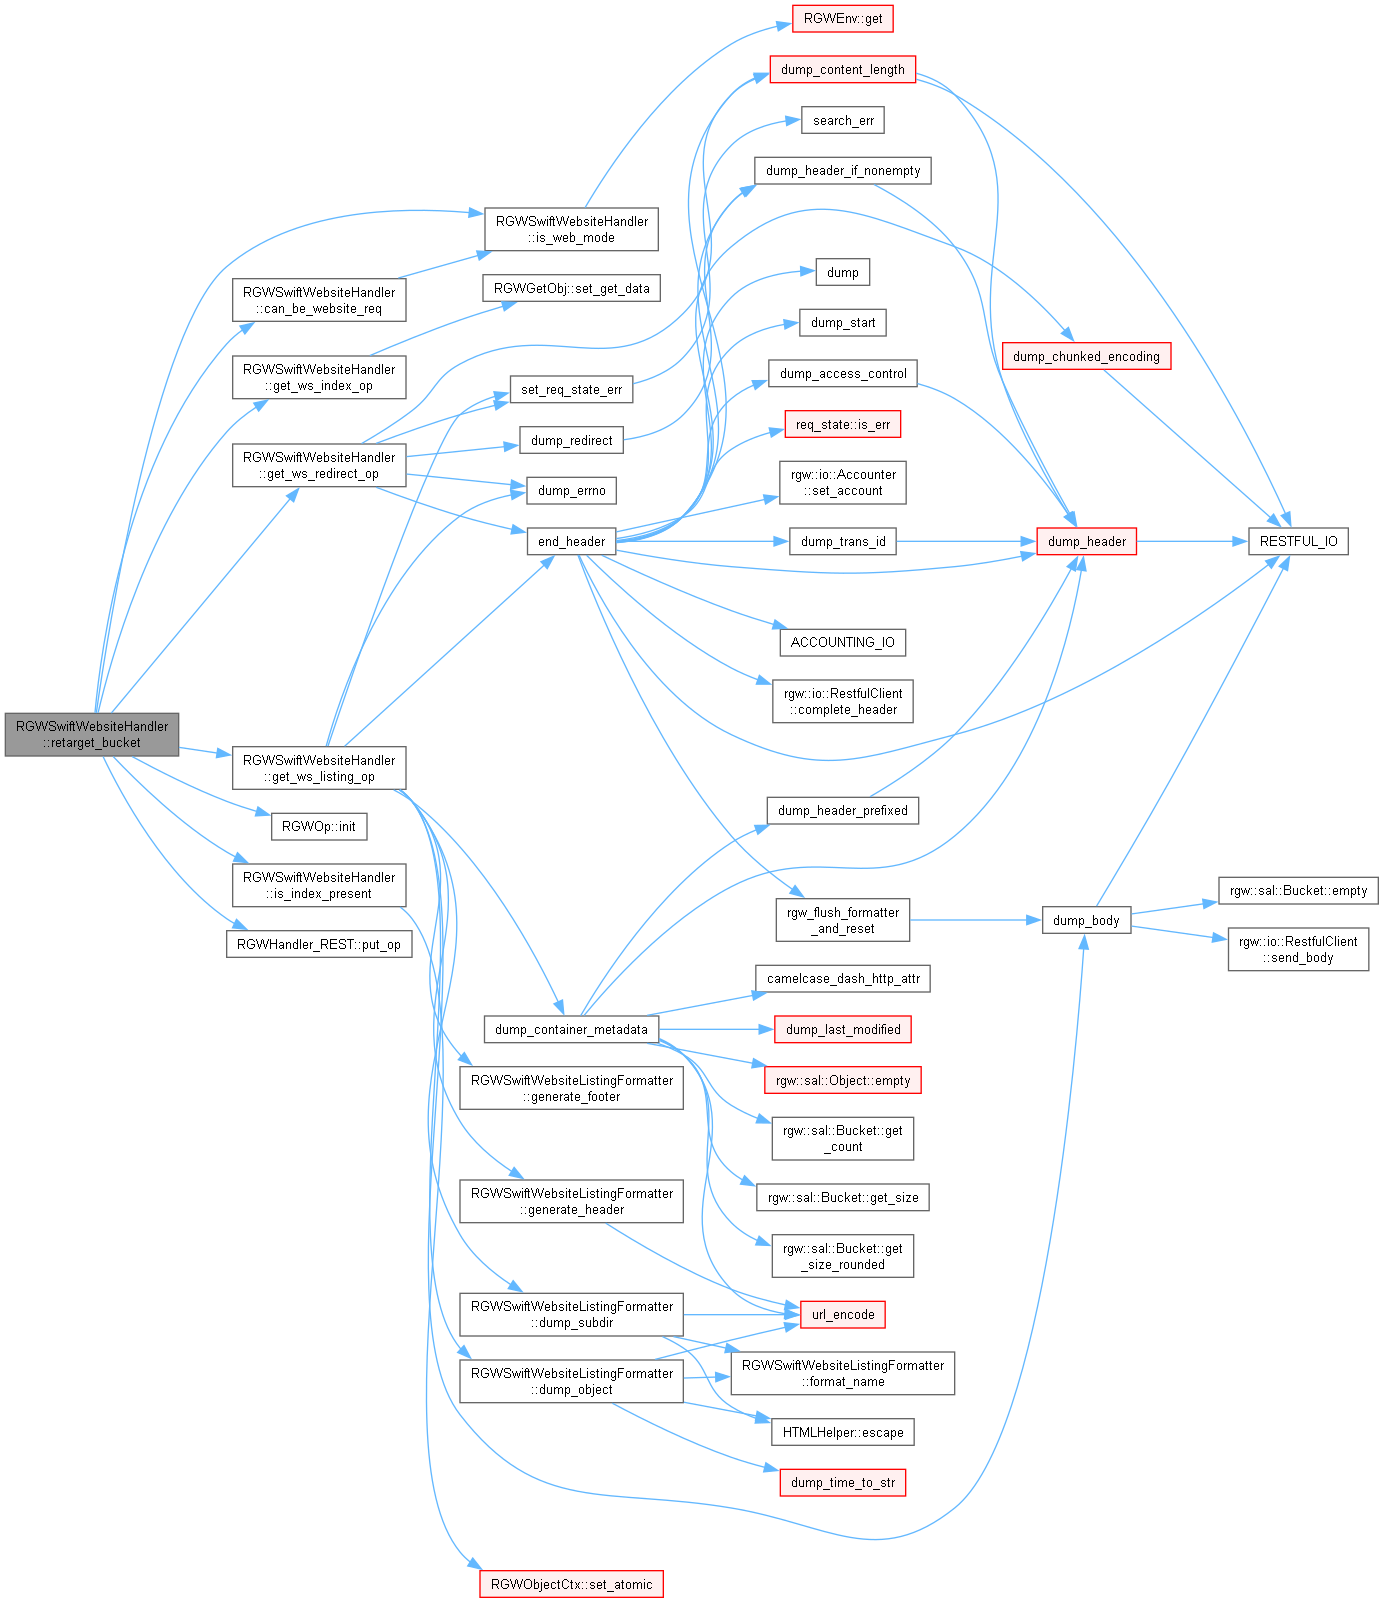 RGWEnv::get
dump_content_length
search_err
dump_header_if_nonempty
RGWSwiftWebsiteHandler
::is_web_mode
dump
RGWSwiftWebsiteHandler
::can_be_website_req
RGWGetObj::set_get_data
dump_start
dump_chunked_encoding
RGWSwiftWebsiteHandler
::get_ws_index_op
dump_access_control
set_req_state_err
req_state::is_err
dump_redirect
RGWSwiftWebsiteHandler
::get_ws_redirect_op
rgw::io::Accounter
::set_account
dump_errno
end_header
dump_trans_id
dump_header
RESTFUL_IO
ACCOUNTING_IO
rgw::io::RestfulClient
::complete_header
RGWSwiftWebsiteHandler
::retarget_bucket
RGWSwiftWebsiteHandler
::get_ws_listing_op
dump_header_prefixed
RGWOp::init
RGWSwiftWebsiteHandler
::is_index_present
rgw::sal::Bucket::empty
rgw_flush_formatter
_and_reset
dump_body
RGWHandler_REST::put_op
rgw::io::RestfulClient
::send_body
camelcase_dash_http_attr
dump_container_metadata
dump_last_modified
RGWSwiftWebsiteListingFormatter
::generate_footer
rgw::sal::Object::empty
rgw::sal::Bucket::get
_count
RGWSwiftWebsiteListingFormatter
::generate_header
rgw::sal::Bucket::get_size
rgw::sal::Bucket::get
_size_rounded
RGWSwiftWebsiteListingFormatter
::dump_subdir
url_encode
RGWSwiftWebsiteListingFormatter
::dump_object
RGWSwiftWebsiteListingFormatter
::format_name
HTMLHelper::escape
dump_time_to_str
RGWObjectCtx::set_atomic